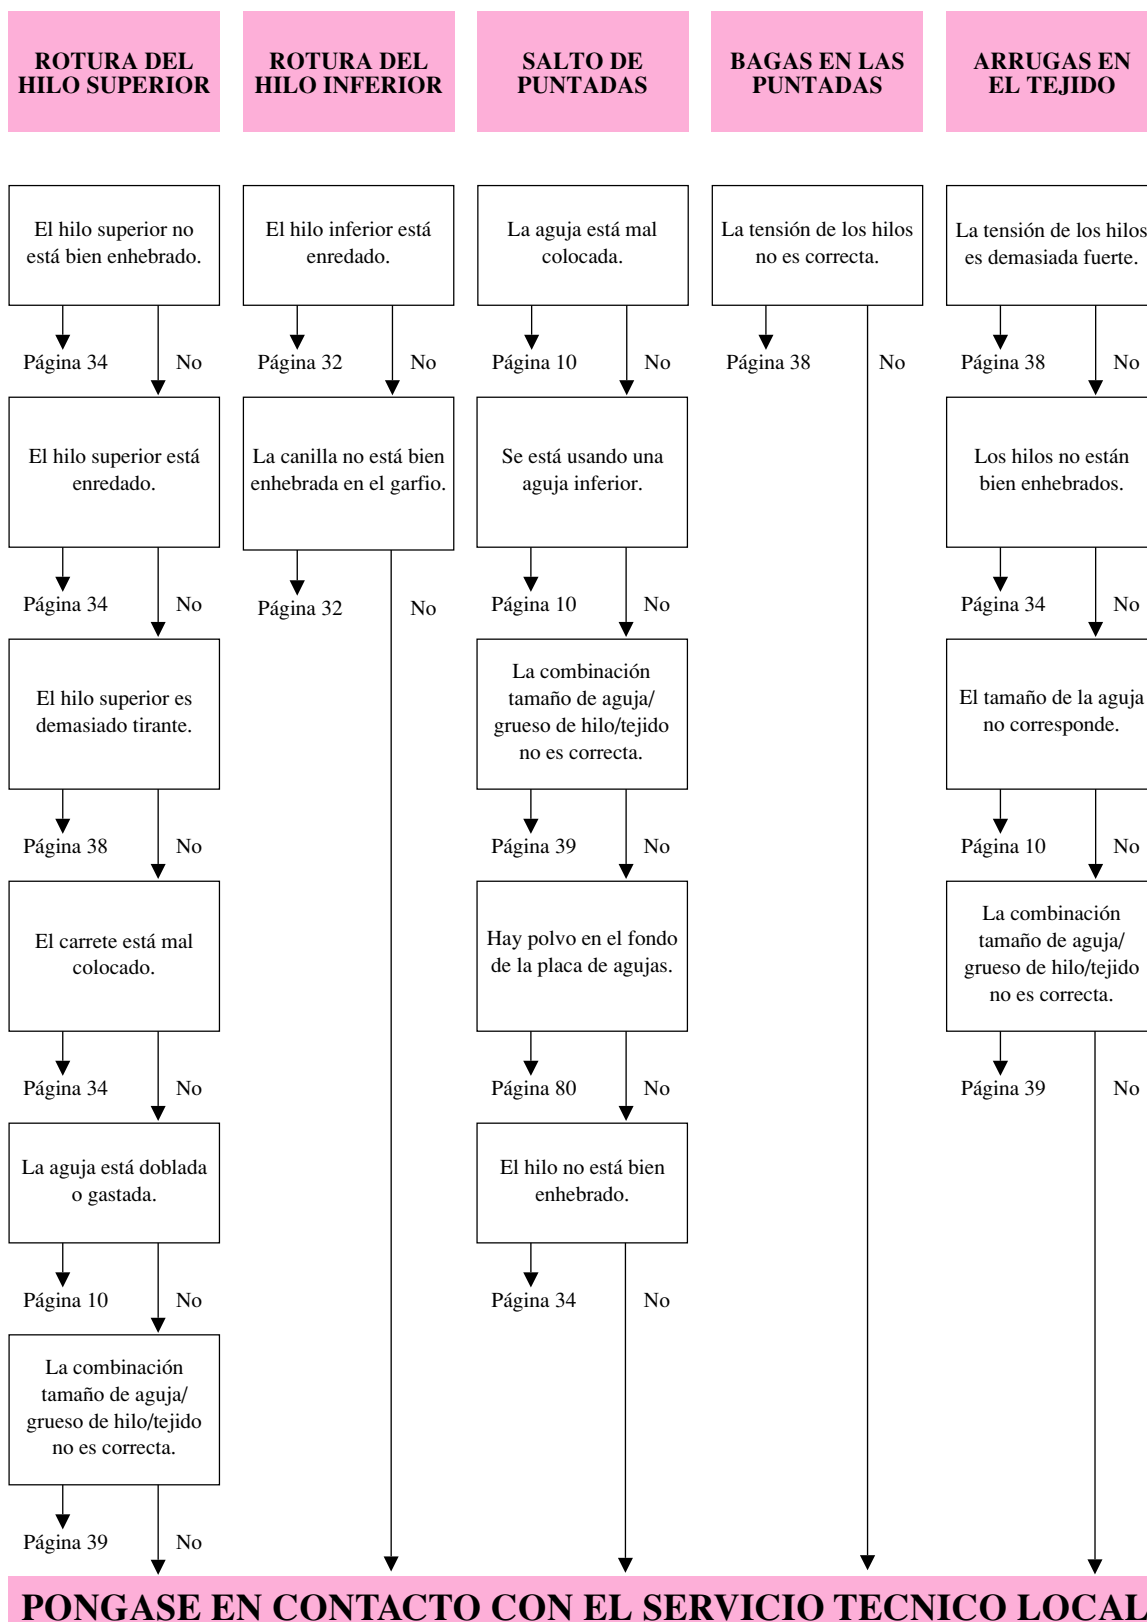 ROTURA DEL
HILO SUPERIOR
El hilo superior no
está bien enhebrado.
Página 34
No
El hilo superior está
enredado.
Página 34
No
El hilo superior es
demasiado tirante.
Página 38
No
El carrete está mal
colocado.
Página 34
No
La aguja está doblada
o gastada.
Página 10
No
La combinación
tamaño de aguja/
grueso de hilo/tejido
no es correcta.
Página 39
No
ROTURA DEL
HILO INFERIOR
El hilo inferior está
enredado.
Página 32
No
La canilla no está bien
enhebrada en el garfio.
Página 32
No
SALTO DE
PUNTADAS
La aguja está mal
colocada.
Página 10
No
Se está usando una
aguja inferior.
Página 10
No
La combinación
tamaño de aguja/
grueso de hilo/tejido
no es correcta.
Página 39
No
Hay polvo en el fondo
de la placa de agujas.
Página 80
No
El hilo no está bien
enhebrado.
Página 34
No
BAGAS EN LAS
PUNTADAS
La tensión de los hilos
no es correcta.
Página 38
No
ARRUGAS EN
EL TEJIDO
La tensión de los hilos
es demasiada fuerte.
Página 38
No
Los hilos no están
bien enhebrados.
Página 34
No
El tamaño de la aguja
no corresponde.
Página 10
No
La combinación
tamaño de aguja/
grueso de hilo/tejido
no es correcta.
Página 39
No
PONGASE EN CONTACTO CON EL SERVICIO TECNICO LOCAL